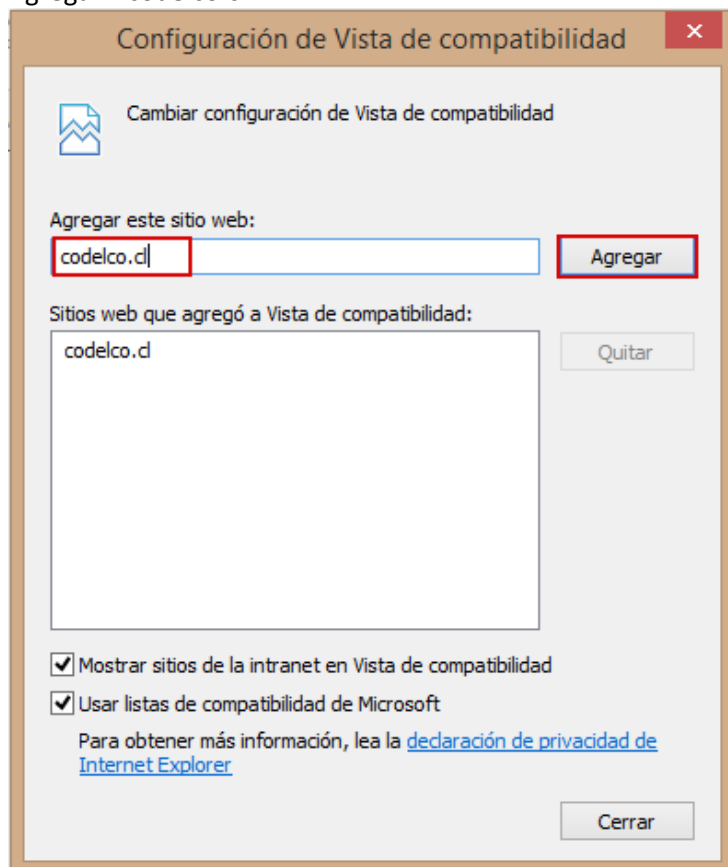 Configuración de Vista de compatibilidad
Cambiar configuración de Vista de compatibilidad
Agregar este sitio web:
codelco.cl
Agregar
Sitios web que agregó a Vista de compatibilidad:
codelco.cl
Quitar
Mostrar sitios de la intranet en Vista de compatibilidad
Usar listas de compatibilidad de Microsoft
Para obtener más información, lea la declaración de privacidad de
Internet Explorer
Cerrar